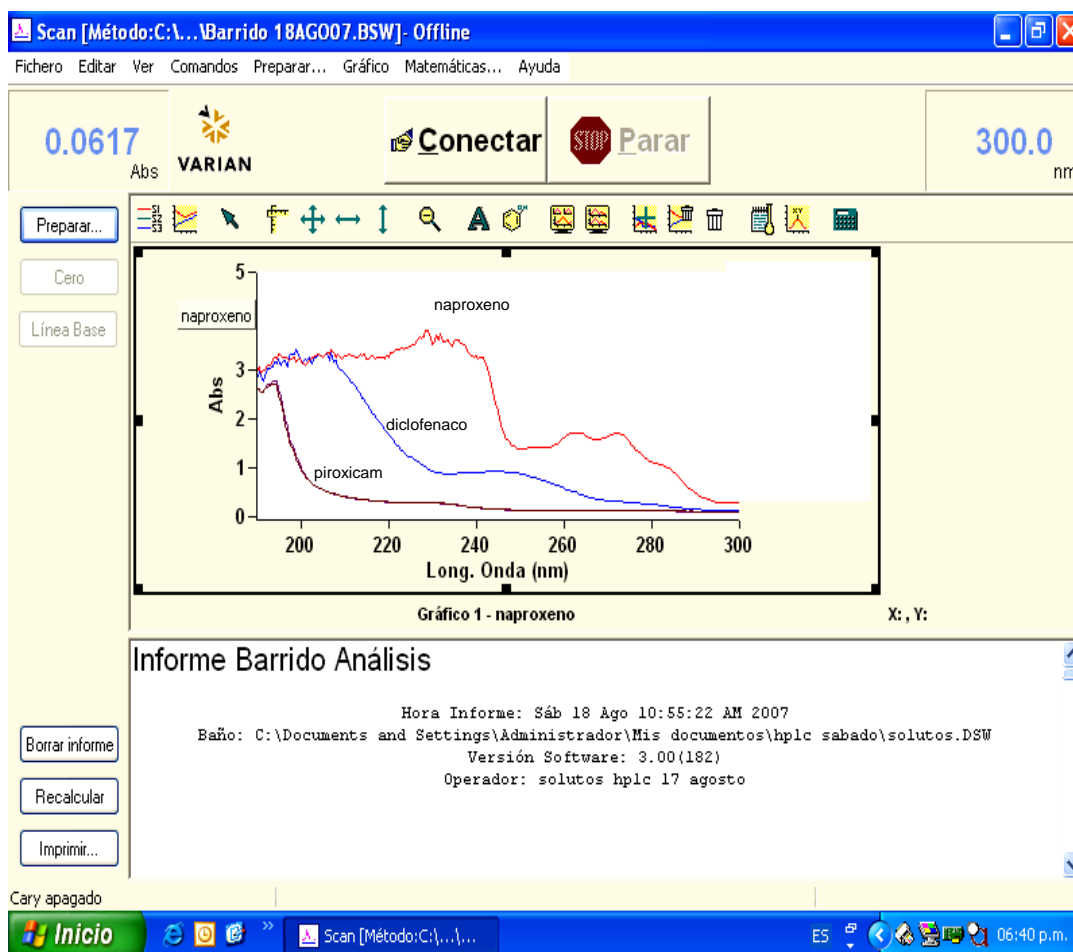 Scan [Método:C:\...\Barrido 18AGO07.BSW]- Offline
Fichero Editar Ver Comandos Preparar... Gráfico Matemáticas... Ayuda
0.0617
Abs
VARIAN
Conectar
STOP Parar
300.0
nm
Preparar...
Cero
Línea Base
5
naproxeno
naproxeno
3
Abs
2
diclofenaco
1
piroxicam
0
200 220 240 260 280 300
Long. Onda (nm)
Gráfico 1 - naproxeno
X: , Y:
Informe Barrido Análisis
Hora Informe: Sáb 18 Ago 10:55:22 AM 2007
Baño: C:\Documents and Settings\Administrador\Mis documentos\hplc sabado\solutos.DSW
Versión Software: 3.00(182)
Operador: solutos hplc 17 agosto
Borrar informe
Recalcular
Imprimir...
Cary apagado
Inicio
Scan [Método:C:\...\...
ES
06:40 p.m.